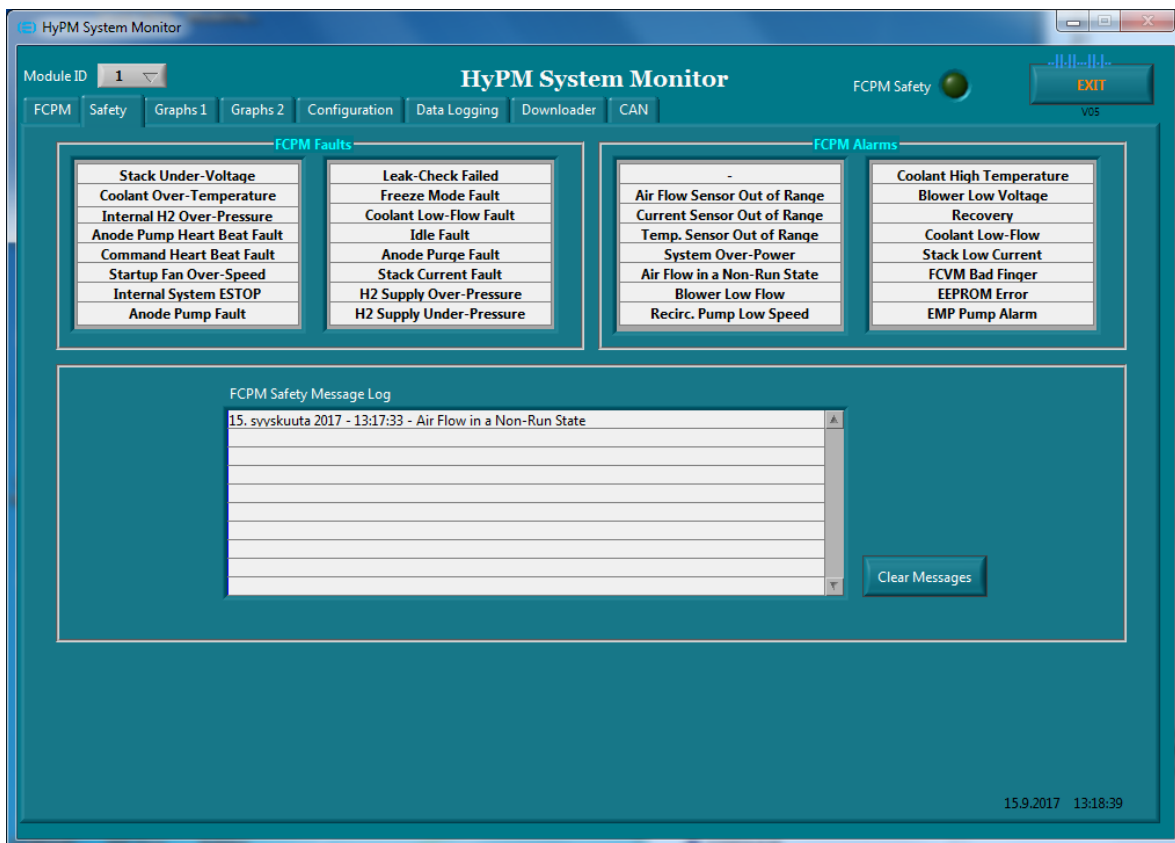 HyPM System Monitor
Module ID 1
HyPM System Monitor
FCPM Safety
EXIT
V05
FCPM Safety Graphs 1 Graphs 2 Configuration Data Logging Downloader CAN
FCPM Faults
Stack Under-Voltage
Coolant Over-Temperature
Internal H2 Over-Pressure
Anode Pump Heart Beat Fault
Command Heart Beat Fault
Startup Fan Over-Speed
Internal System ESTOP
Anode Pump Fault
Leak-Check Failed
Freeze Mode Fault
Coolant Low-Flow Fault
Idle Fault
Anode Purge Fault
Stack Current Fault
H2 Supply Over-Pressure
H2 Supply Under-Pressure
FCPM Alarms
-
Air Flow Sensor Out of Range
Current Sensor Out of Range
Temp. Sensor Out of Range
System Over-Power
Air Flow in a Non-Run State
Blower Low Flow
Recirc. Pump Low Speed
Coolant High Temperature
Blower Low Voltage
Recovery
Coolant Low-Flow
Stack Low Current
FCVM Bad Finger
EEPROM Error
EMP Pump Alarm
FCPM Safety Message Log
15. syyskuuta 2017 - 13:17:33 - Air Flow in a Non-Run State
Clear Messages
15.9.2017 13:18:39